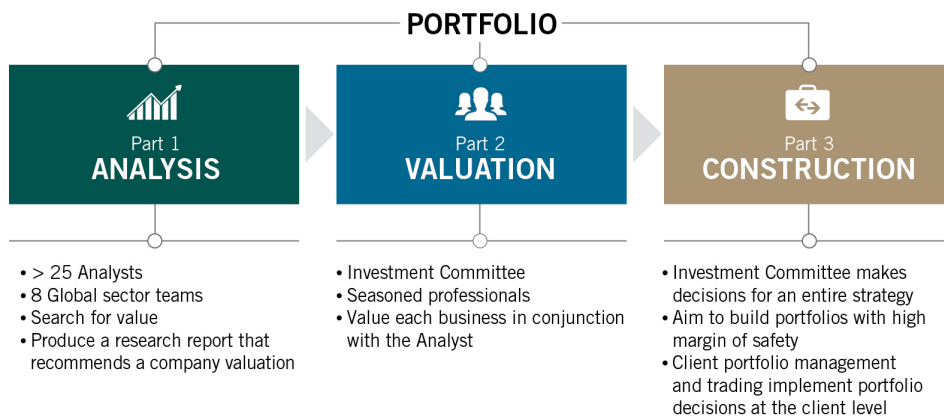 PORTFOLIO
Part 1
ANALYSIS
• > 25 Analysts
• 8 Global sector teams
• Search for value
• Produce a research report that
recommends a company valuation
Part 2
VALUATION
• Investment Committee
• Seasoned professionals
• Value each business in conjunction
with the Analyst
Part 3
CONSTRUCTION
• Investment Committee makes
decisions for an entire strategy
• Aim to build portfolios with high
margin of safety
• Client portfolio management
and trading implement portfolio
decisions at the client level